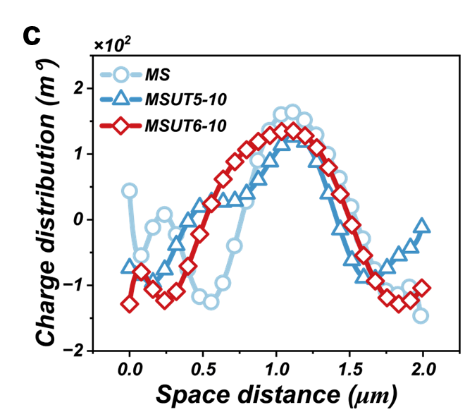 c
×10²
Charge distribution (m°)
MS
MSUT5-10
MSUT6-10
2
1
0
−1
−2
0.0 0.5 1.0 1.5 2.0
Space distance (μm)